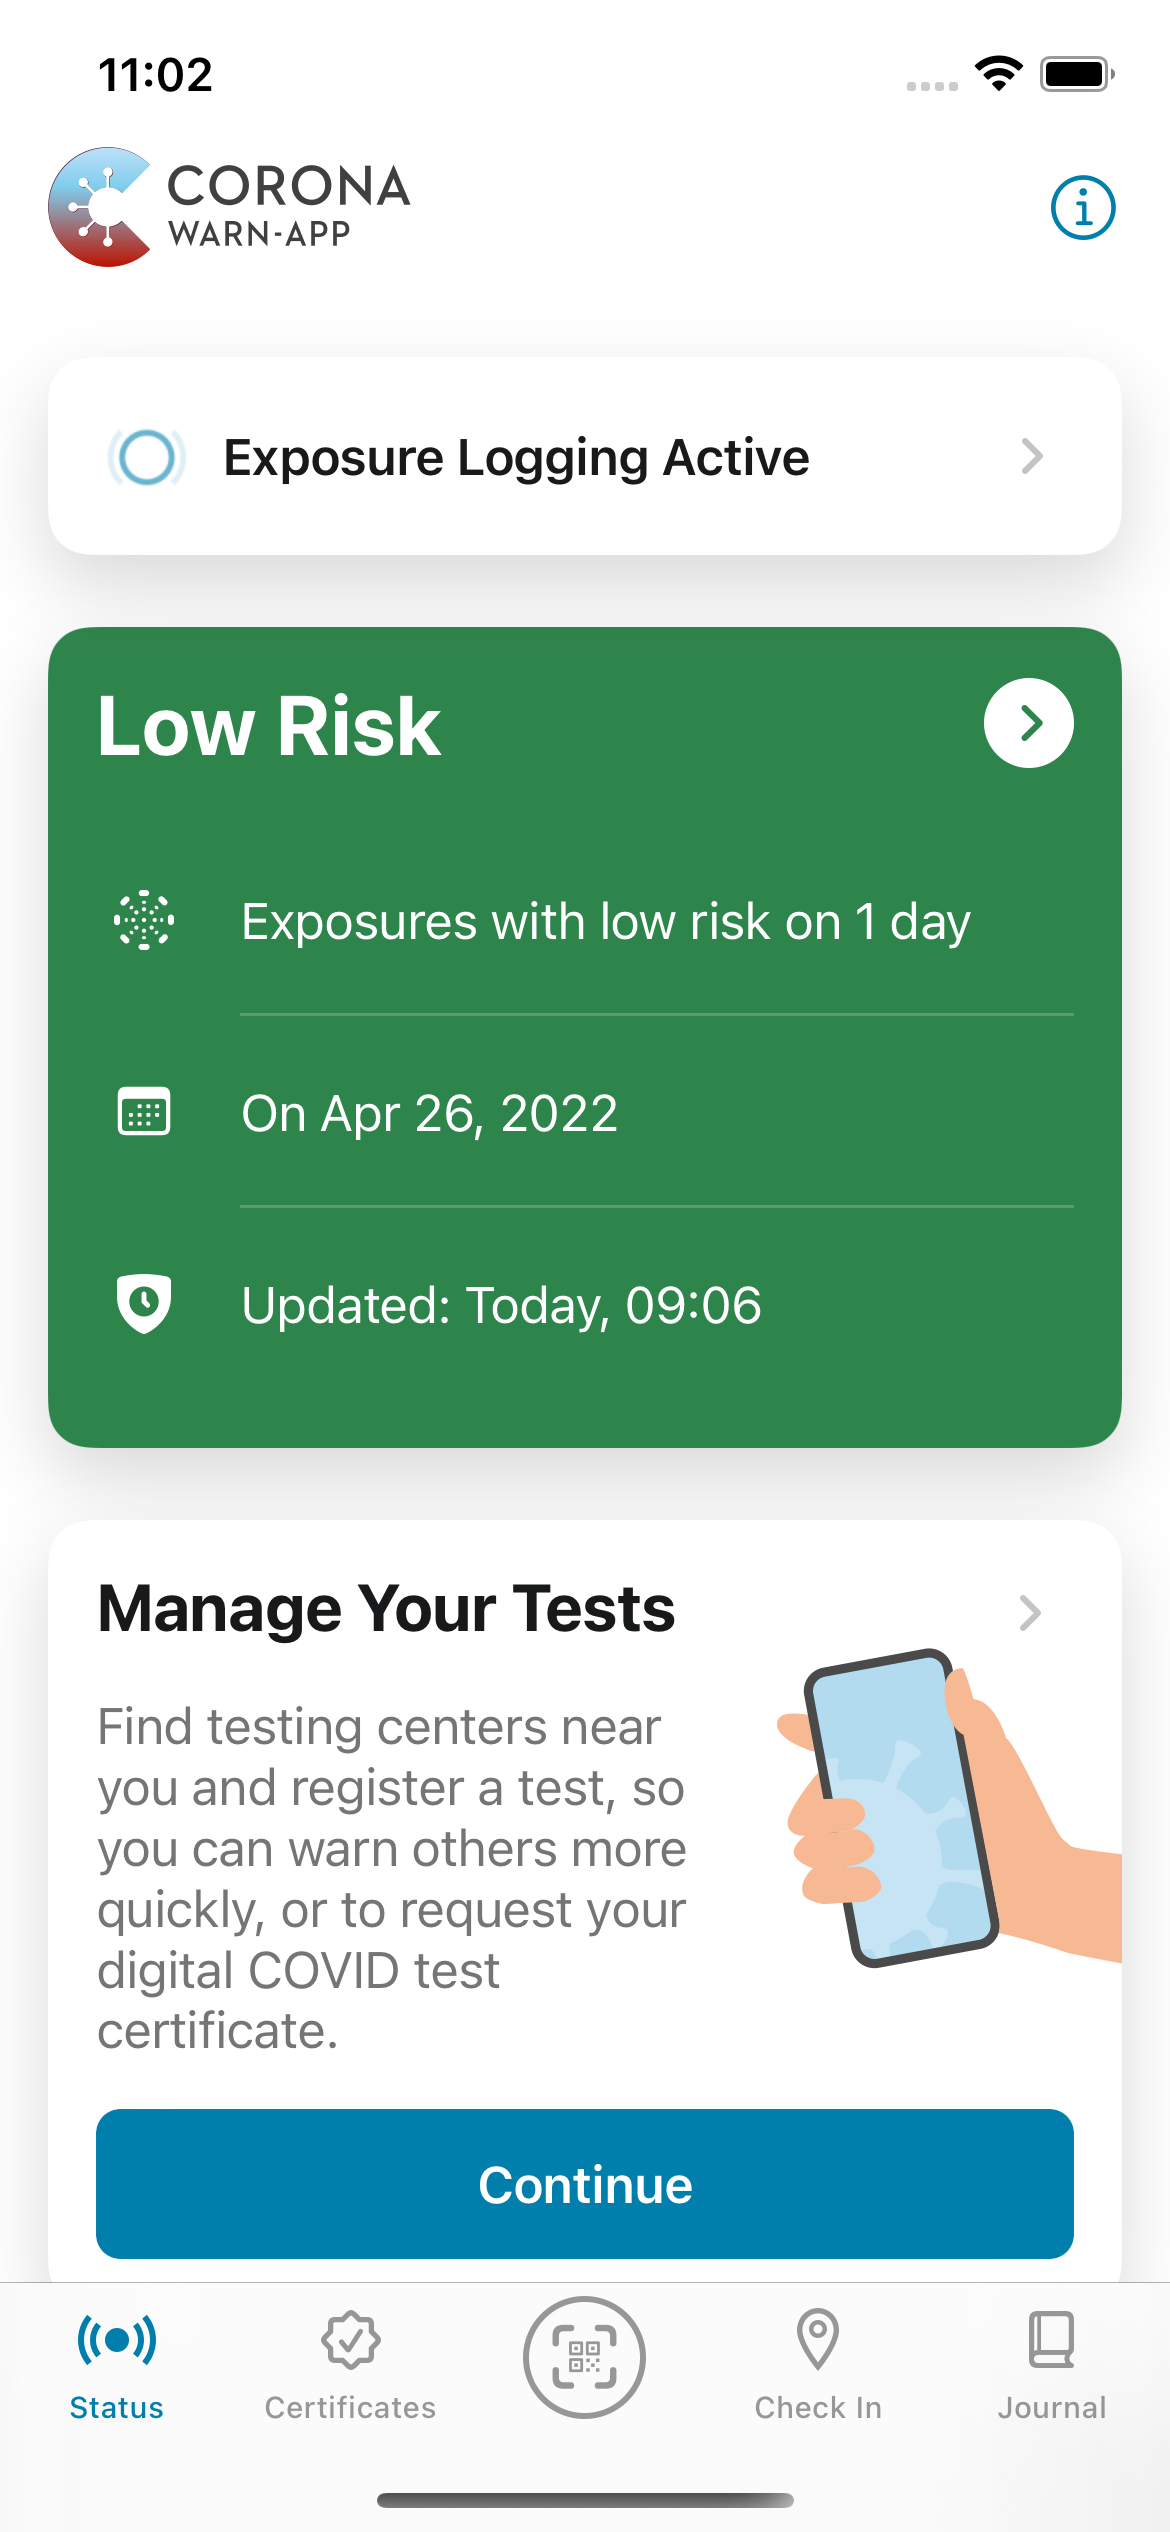 11:02
CORONA
WARN-APP
Exposure Logging Active
Low Risk
Exposures with low risk on 1 day
On Apr 26, 2022
Updated: Today, 09:06
Manage Your Tests
Find testing centers near
you and register a test, so
you can warn others more
quickly, or to request your
digital COVID test
certificate.
Continue
Status
Certificates
Check In
Journal